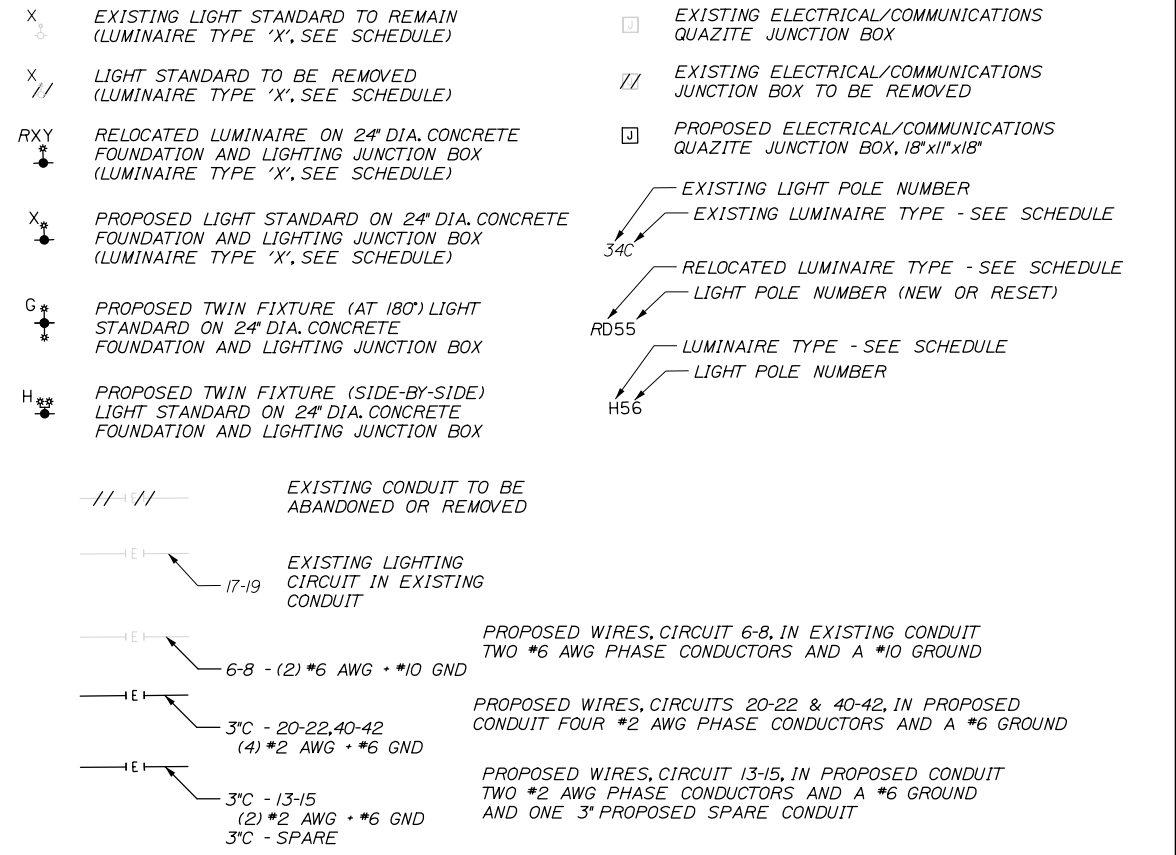 X
EXISTING LIGHT STANDARD TO REMAIN
(LUMINAIRE TYPE 'X', SEE SCHEDULE)
X
LIGHT STANDARD TO BE REMOVED
(LUMINAIRE TYPE 'X', SEE SCHEDULE)
RXY
RELOCATED LUMINAIRE ON 24" DIA. CONCRETE
FOUNDATION AND LIGHTING JUNCTION BOX
(LUMINAIRE TYPE 'X', SEE SCHEDULE)
X
PROPOSED LIGHT STANDARD ON 24" DIA. CONCRETE
FOUNDATION AND LIGHTING JUNCTION BOX
(LUMINAIRE TYPE 'X', SEE SCHEDULE)
G
PROPOSED TWIN FIXTURE (AT 180°) LIGHT
STANDARD ON 24" DIA. CONCRETE
FOUNDATION AND LIGHTING JUNCTION BOX
H
PROPOSED TWIN FIXTURE (SIDE-BY-SIDE)
LIGHT STANDARD ON 24" DIA. CONCRETE
FOUNDATION AND LIGHTING JUNCTION BOX
J
EXISTING ELECTRICAL/COMMUNICATIONS
QUAZITE JUNCTION BOX
EXISTING ELECTRICAL/COMMUNICATIONS
JUNCTION BOX TO BE REMOVED
J
PROPOSED ELECTRICAL/COMMUNICATIONS
QUAZITE JUNCTION BOX, 18"x11"x18"
EXISTING LIGHT POLE NUMBER
EXISTING LUMINAIRE TYPE - SEE SCHEDULE
34C
RELOCATED LUMINAIRE TYPE - SEE SCHEDULE
LIGHT POLE NUMBER (NEW OR RESET)
RD55
LUMINAIRE TYPE - SEE SCHEDULE
LIGHT POLE NUMBER
H56
E
EXISTING CONDUIT TO BE
ABANDONED OR REMOVED
E
17-19
EXISTING LIGHTING
CIRCUIT IN EXISTING
CONDUIT
E
6-8 - (2) #6 AWG + #10 GND
PROPOSED WIRES, CIRCUIT 6-8, IN EXISTING CONDUIT
TWO #6 AWG PHASE CONDUCTORS AND A #10 GROUND
E
3"C - 20-22,40-42
(4) #2 AWG + #6 GND
PROPOSED WIRES, CIRCUITS 20-22 & 40-42, IN PROPOSED
CONDUIT FOUR #2 AWG PHASE CONDUCTORS AND A #6 GROUND
E
3"C - 13-15
(2) #2 AWG + #6 GND
3"C - SPARE
PROPOSED WIRES, CIRCUIT 13-15, IN PROPOSED CONDUIT
TWO #2 AWG PHASE CONDUCTORS AND A #6 GROUND
AND ONE 3" PROPOSED SPARE CONDUIT